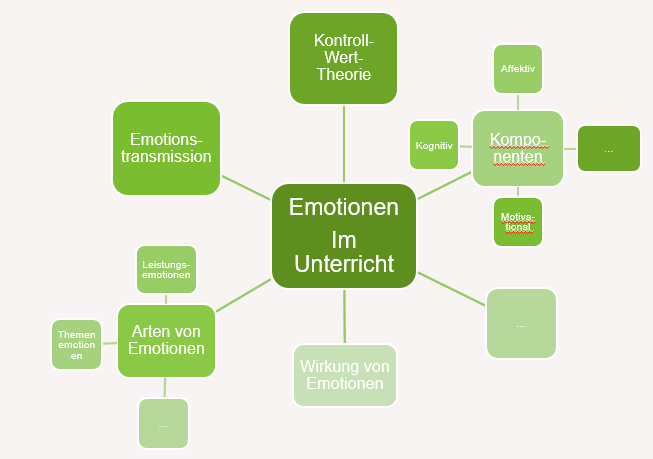 Kontroll-
Wert-
Theorie
Affektiv
Emotions-
transmission
Kognitiv
Kompo-
nenten
...
Emotionen
Im
Unterricht
Motiva-
tional
Leistungs-
emotionen
Themen
emotion
en
Arten von
Emotionen
...
Wirkung von
Emotionen
...